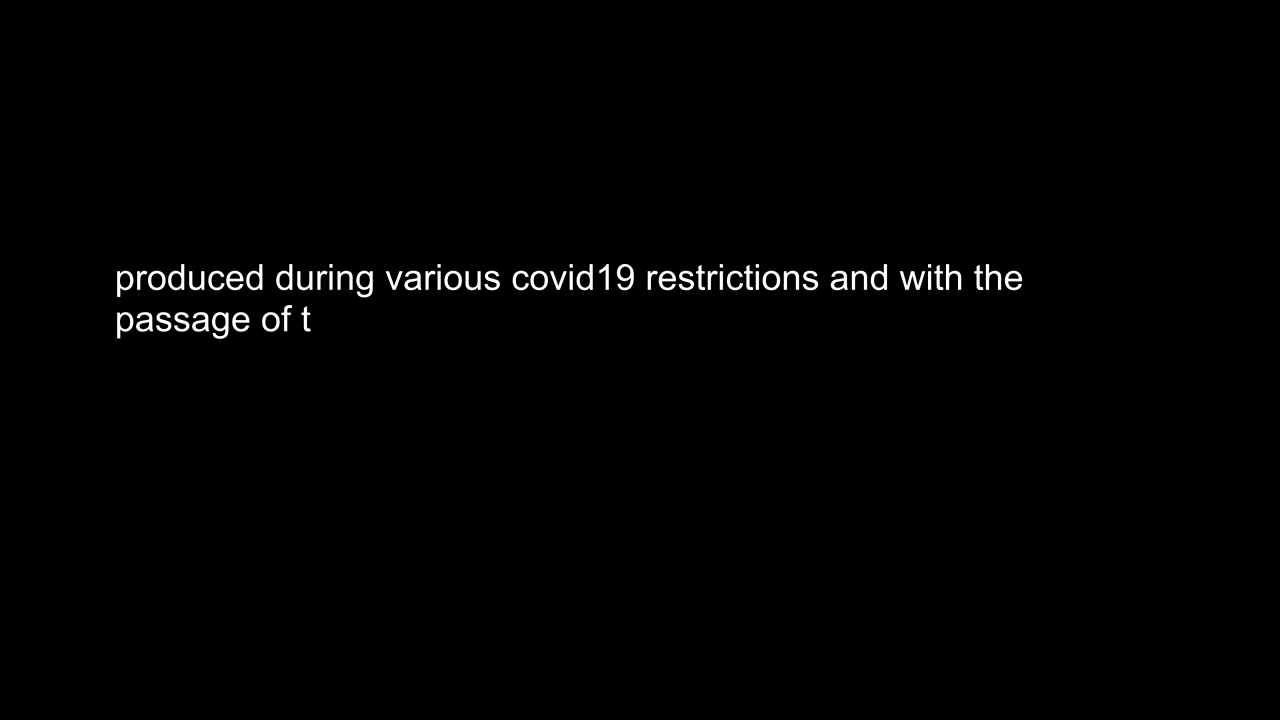 produced during various covid19 restrictions and with the
passage of t